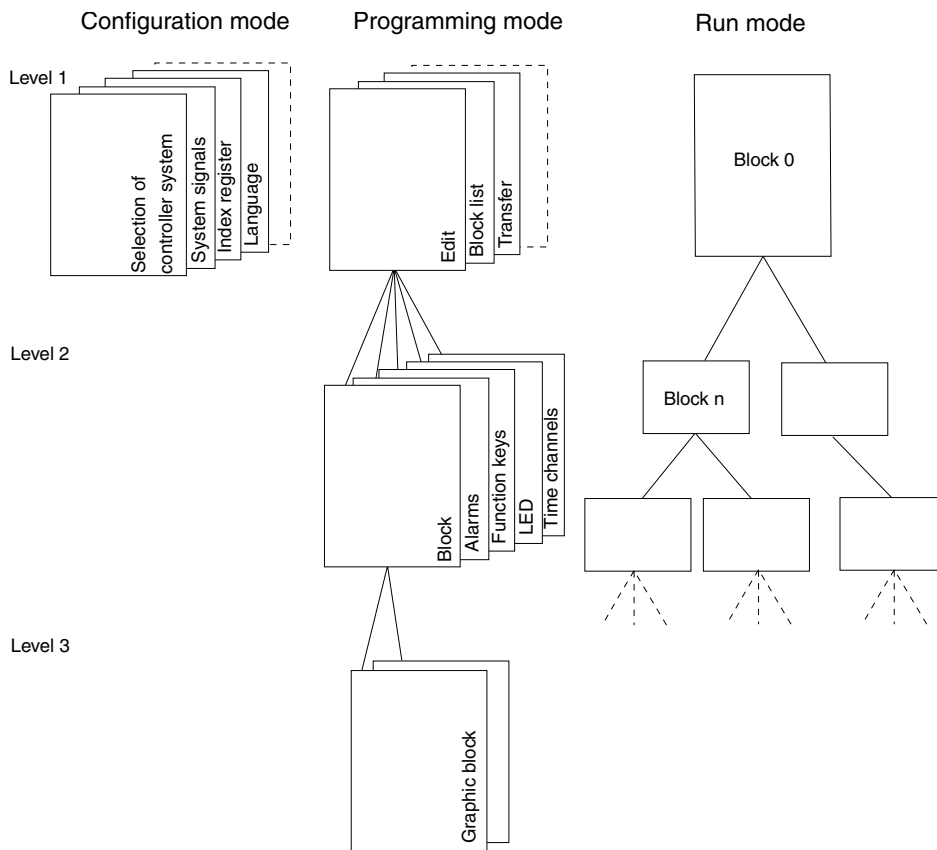 Configuration mode
Programming mode
Run mode
Level 1
Selection of
controller system
System signals
Index register
Language
Edit
Block list
Transfer
Block 0
Level 2
Block
Alarms
Function keys
LED
Time channels
Block n
Level 3
Graphic block